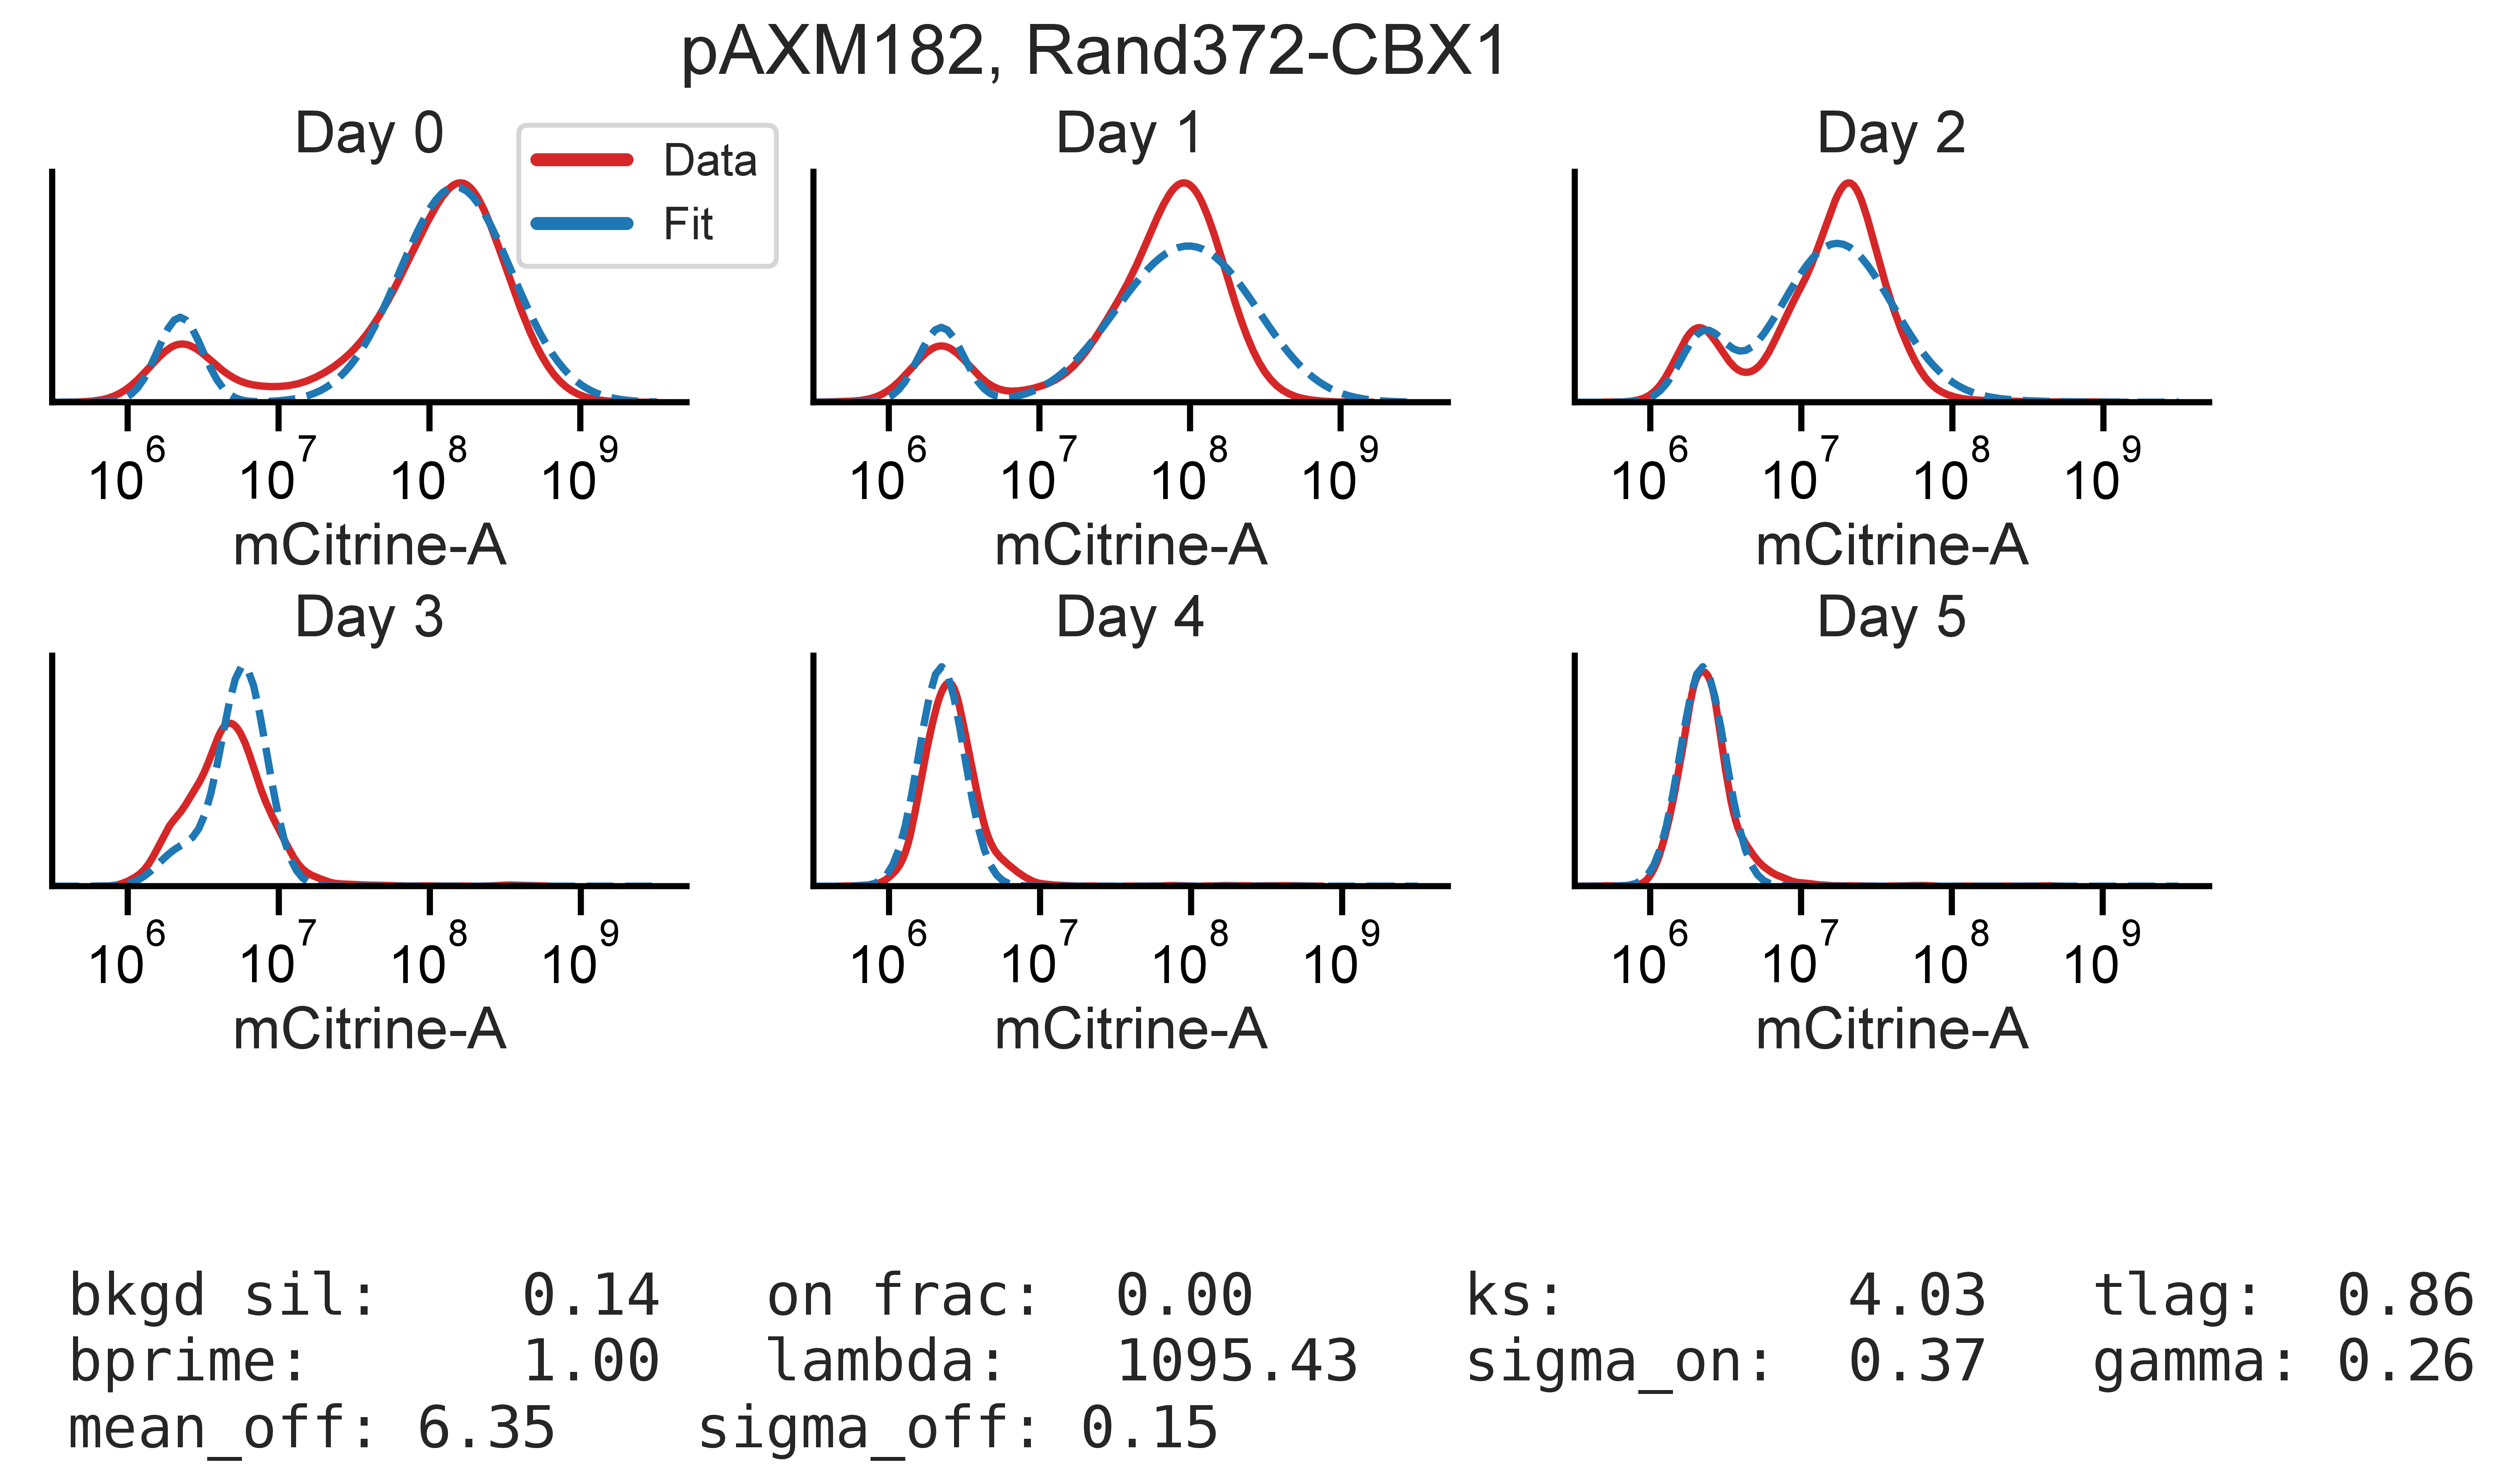 pAXM182, Rand372-CBX1
Day 0
Data
Fit
10^6 10^7 10^8 10^9
mCitrine-A
Day 1
10^6 10^7 10^8 10^9
mCitrine-A
Day 2
10^6 10^7 10^8 10^9
mCitrine-A
Day 3
10^6 10^7 10^8 10^9
mCitrine-A
Day 4
10^6 10^7 10^8 10^9
mCitrine-A
Day 5
10^6 10^7 10^8 10^9
mCitrine-A
bkgd sil: 0.14 on frac: 0.00 ks: 4.03 tlag: 0.86
bprime: 1.00 lambda: 1095.43 sigma_on: 0.37 gamma: 0.26
mean_off: 6.35 sigma_off: 0.15